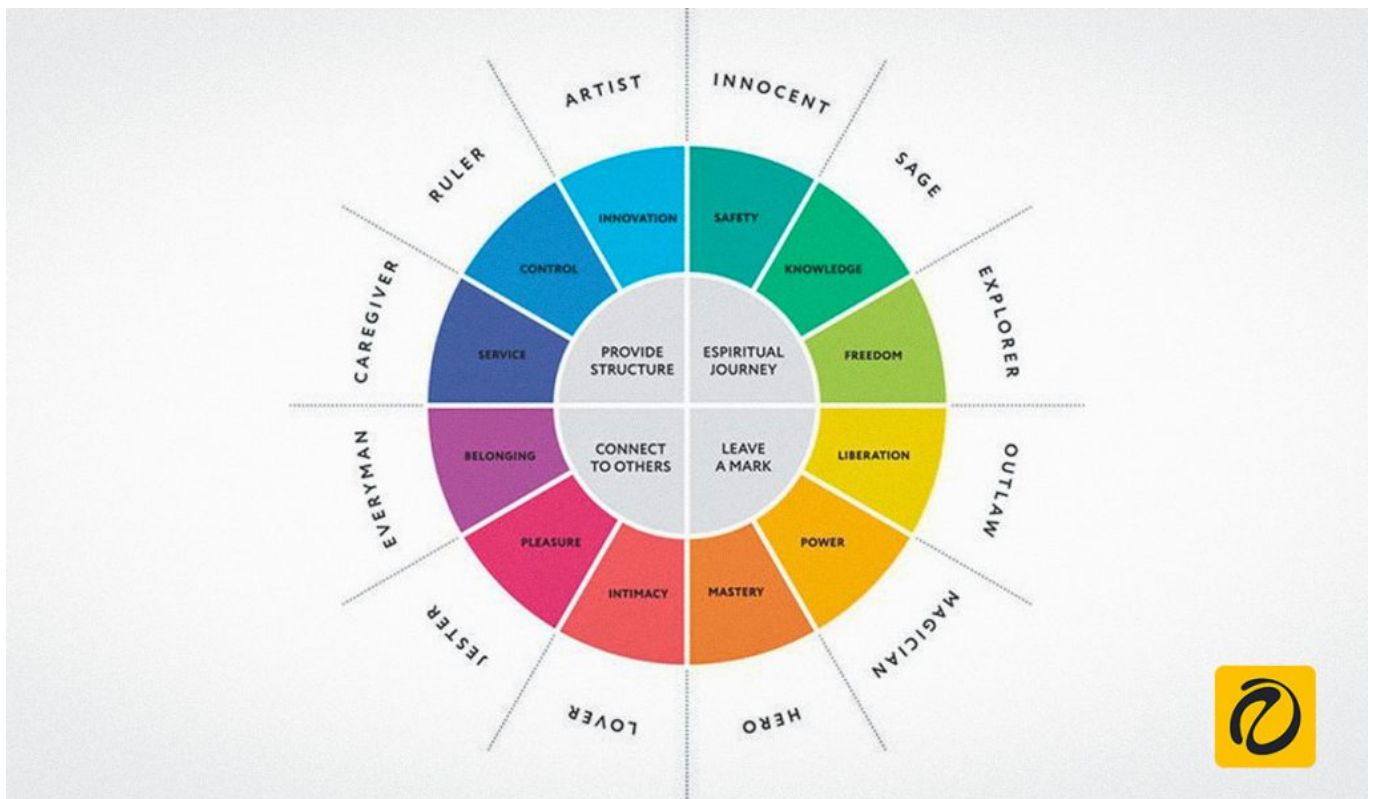 ARTIST
INNOCENT
SAGE
EXPLORER
OUTLAW
MAGICIAN
HERO
LOVER
JESTER
EVERYMAN
CAREGIVER
RULER
INNOVATION
SAFETY
KNOWLEDGE
FREEDOM
LIBERATION
POWER
MASTERY
INTIMACY
PLEASURE
BELONGING
SERVICE
CONTROL
PROVIDE
STRUCTURE
ESPIRITUAL
JOURNEY
CONNECT
TO OTHERS
LEAVE
A MARK